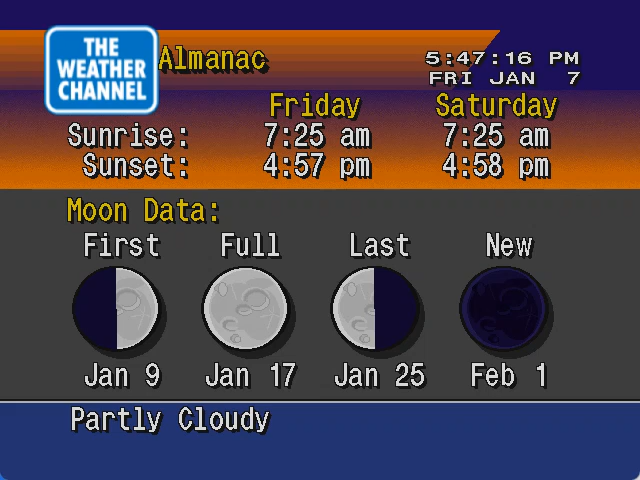 THE
WEATHER
CHANNEL
Almanac
5:47:16 PM
FRI JAN 7
Friday Saturday
Sunrise: 7:25 am 7:25 am
Sunset: 4:57 pm 4:58 pm
Moon Data:
First Full Last New
Jan 9 Jan 17 Jan 25 Feb 1
Partly Cloudy